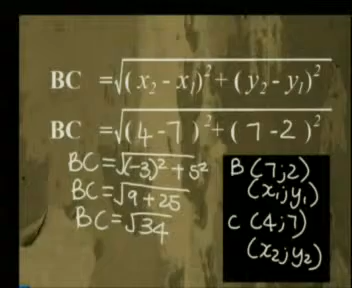 BC =√(x₂ - x₁)² + (y₂ - y₁)²
BC =√(4-7)² + (7-2)²
BC = √(-3)² + 5²
BC = √9 + 25
BC = √34
B (7;2)
(x₁;y₁)
C (4;7)
(x₂;y₂)